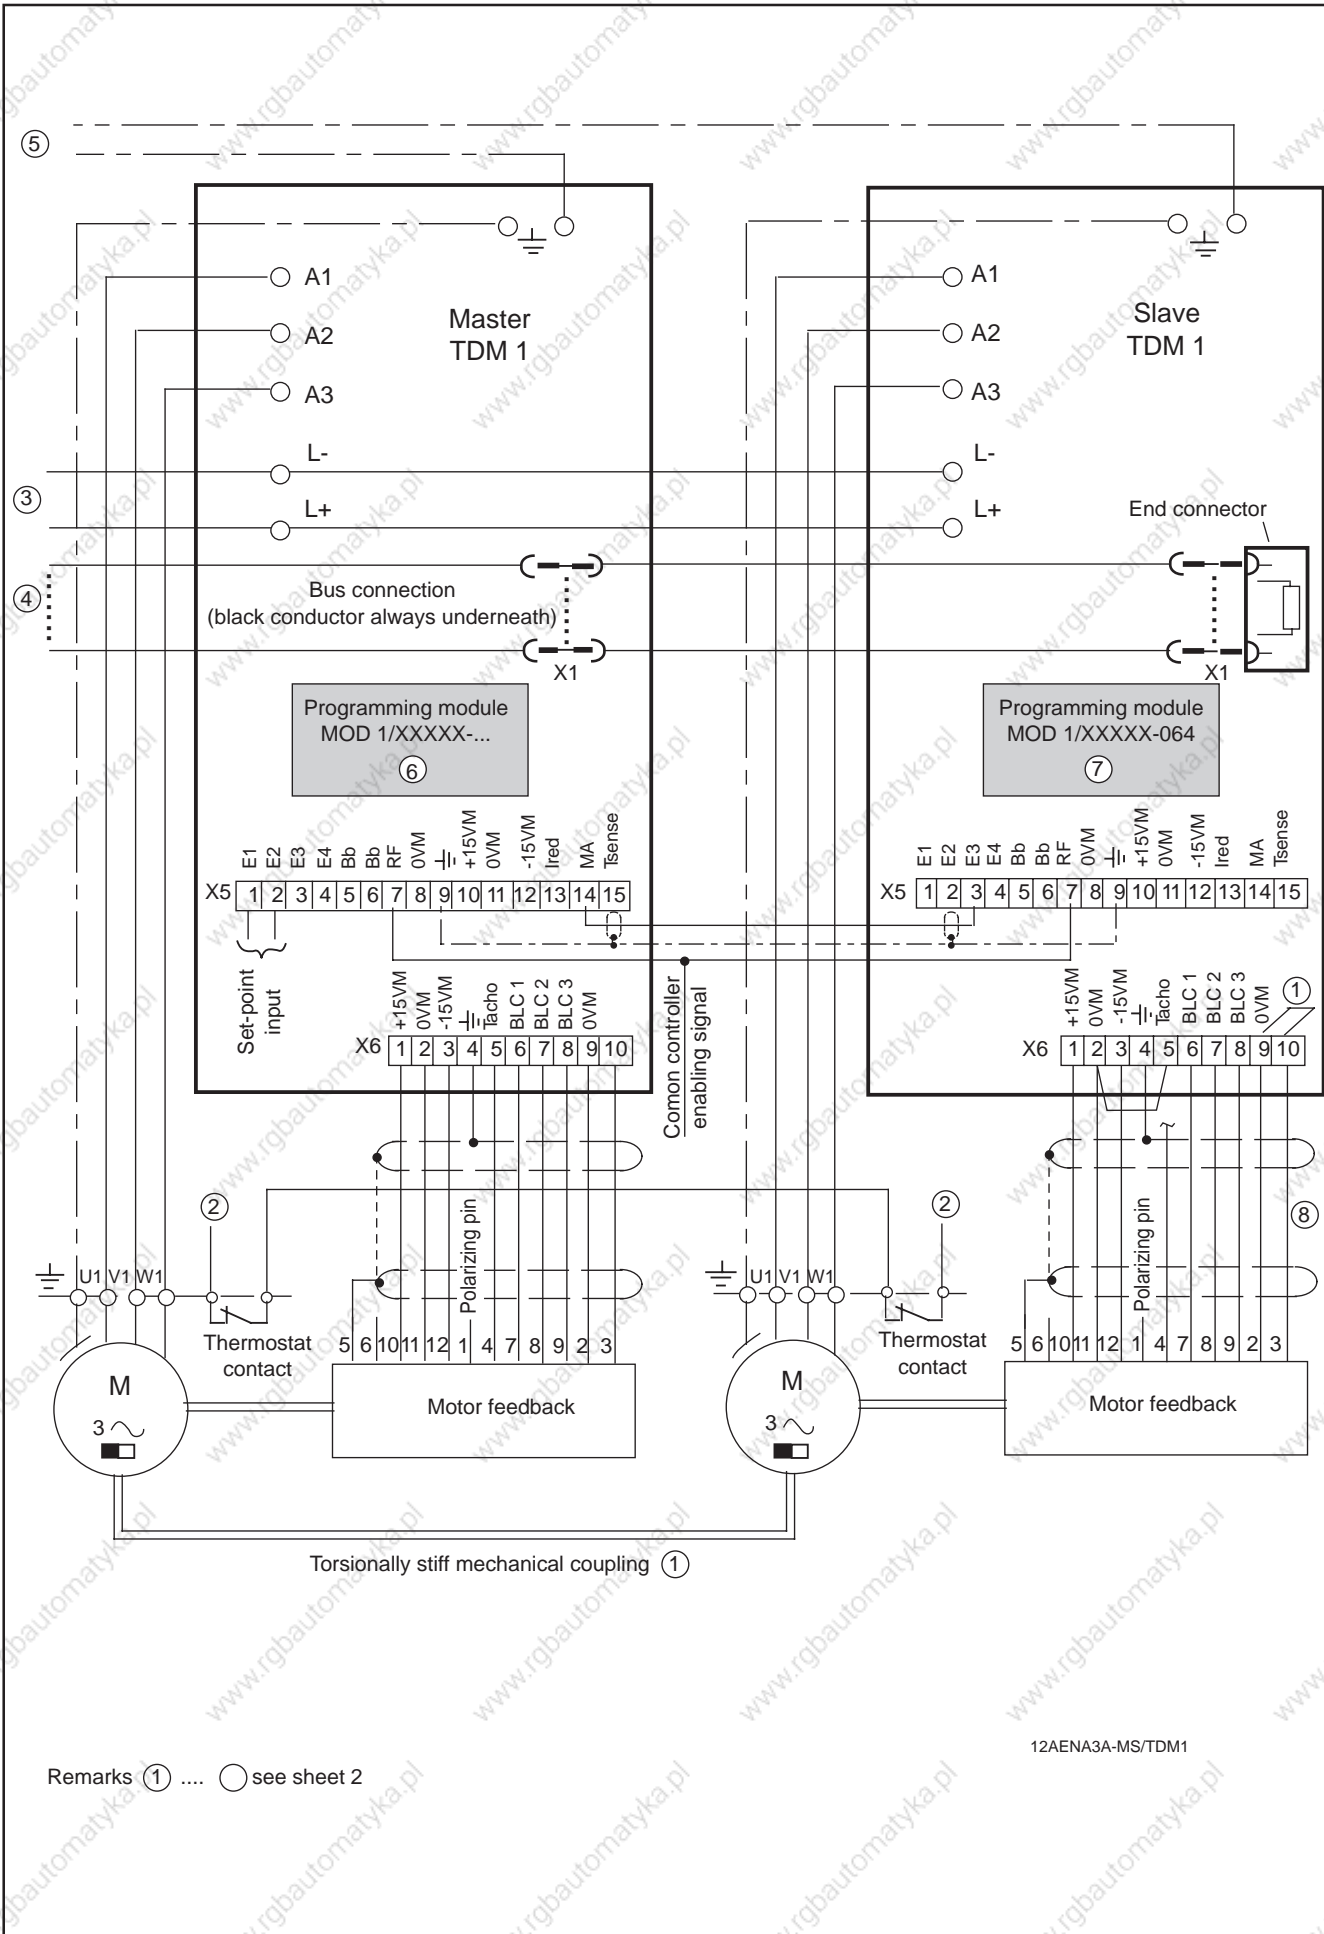 5
A1
A2
A3
Master
TDM 1
A1
A2
A3
Slave
TDM 1
3
L-
L+
L-
L+
End connector
4
Bus connection
(black conductor always underneath)
X1
X1
Programming module
MOD 1/XXXXX-...
6
Programming module
MOD 1/XXXXX-064
7
E1 E2 E3 E4 Bb Bb RF 0VM +15VM 0VM -15VM Ired MA Tsense
X5 1 2 3 4 5 6 7 8 9 10 11 12 13 14 15
E1 E2 E3 E4 Bb Bb RF 0VM +15VM 0VM -15VM Ired MA Tsense
X5 1 2 3 4 5 6 7 8 9 10 11 12 13 14 15
Set-point
input
+15VM 0VM -15VM Tacho BLC 1 BLC 2 BLC 3 0VM
X6 1 2 3 4 5 6 7 8 9 10
Comon controller
enabling signal
+15VM 0VM -15VM Tacho BLC 1 BLC 2 BLC 3 0VM
1
X6 1 2 3 4 5 6 7 8 9 10
2
2
8
Polarizing pin
Polarizing pin
U1 V1 W1
U1 V1 W1
Thermostat
contact
5 6 10 11 12 1 4 7 8 9 2 3
Thermostat
contact
5 6 10 11 12 1 4 7 8 9 2 3
M
3
Motor feedback
M
3
Motor feedback
Torsionally stiff mechanical coupling 1
12AENA3A-MS/TDM1
Remarks 1 .... see sheet 2
www.rgbautomatyka.pl